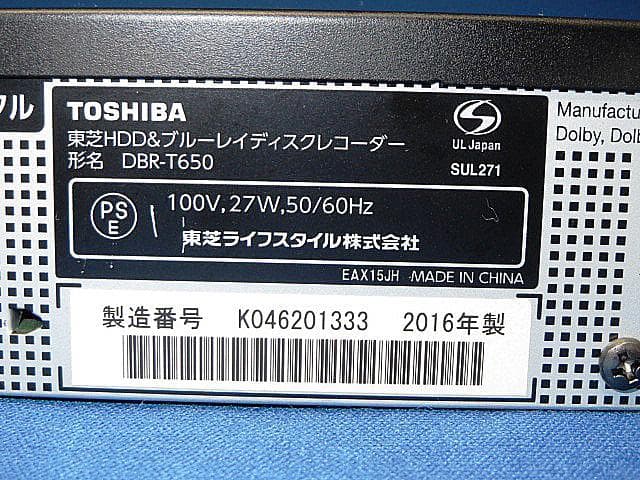 クル
TOSHIBA
東芝HDD&ブルーレイディスクレコーダー
形名 DBR-T650
UL Japan
SUL271
PS
E
100V,27W,50/60Hz
東芝ライフスタイル株式会社
EAX15JH MADE IN CHINA
製造番号 K046201333 2016年製
Manufactu
Dolby, Dol